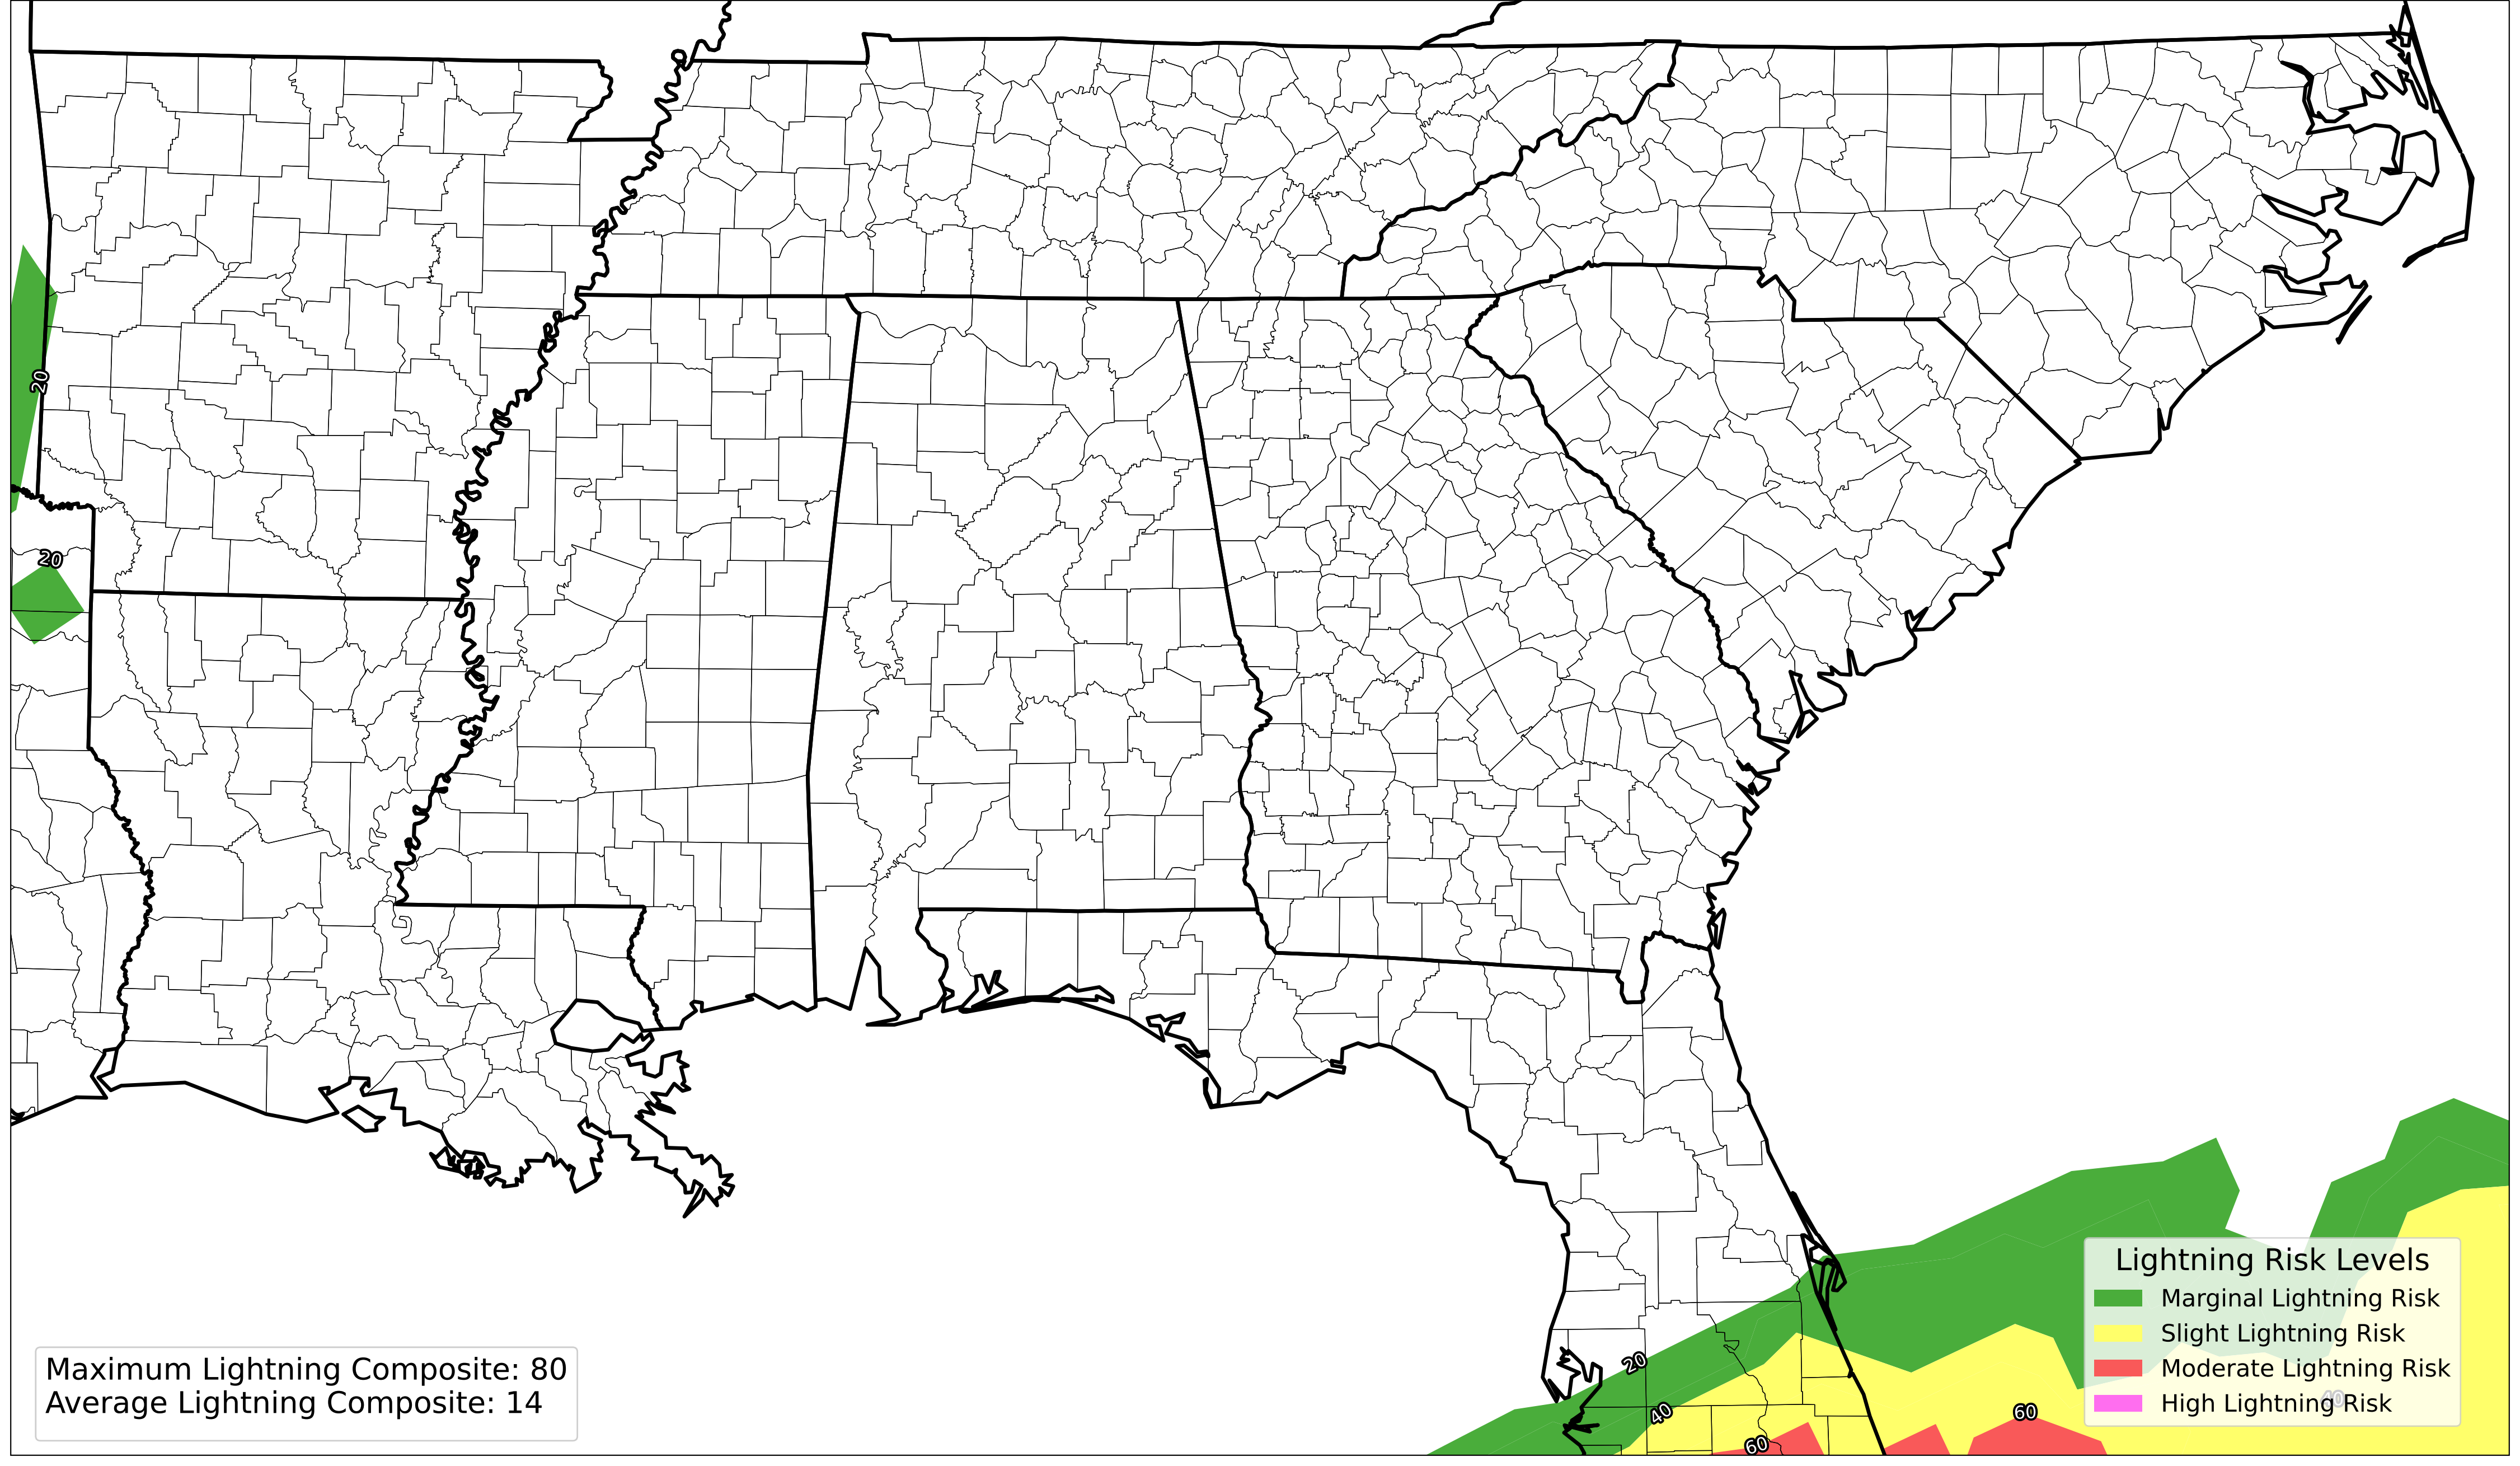 20
20
Lightning Risk Levels
Marginal Lightning Risk
Slight Lightning Risk
Moderate Lightning Risk
High Lightning Risk
20
40
60
60
Maximum Lightning Composite: 80
Average Lightning Composite: 14